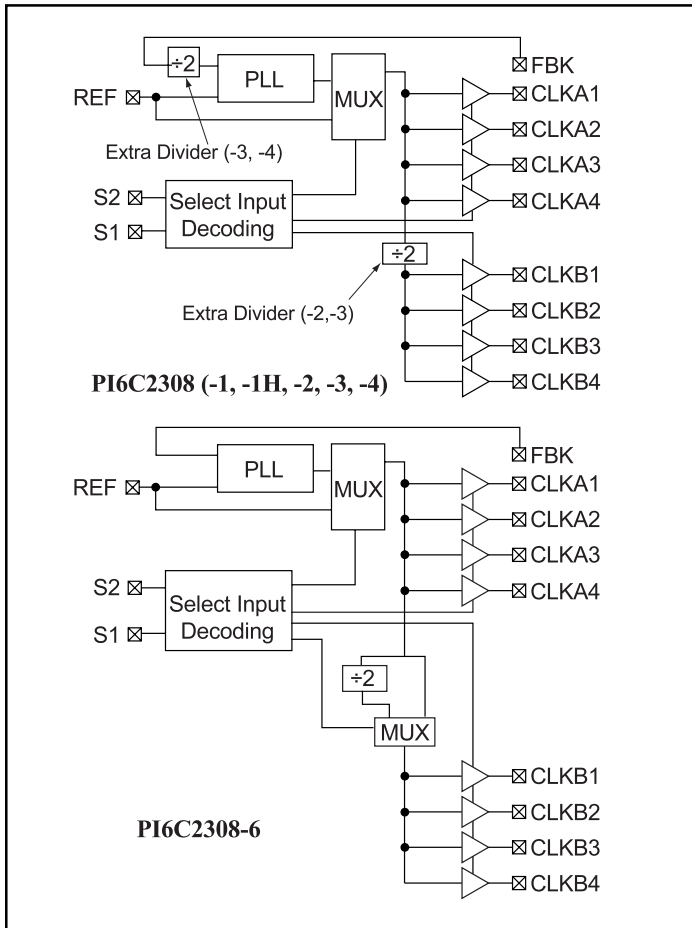 FBK
÷2
PLL
MUX
REF
CLKA1
CLKA2
Extra Divider (-3, -4)
CLKA3
S2
Select Input
Decoding
CLKA4
S1
÷2
CLKB1
Extra Divider (-2,-3)
CLKB2
CLKB3
PI6C2308 (-1, -1H, -2, -3, -4)
CLKB4
FBK
PLL
MUX
REF
CLKA1
CLKA2
CLKA3
S2
Select Input
Decoding
CLKA4
S1
÷2
MUX
CLKB1
CLKB2
PI6C2308-6
CLKB3
CLKB4